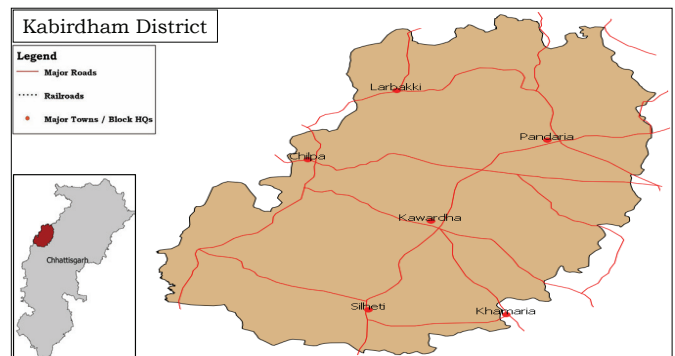 Kabirdham District
Legend
Major Roads
Railroads
Major Towns / Block HQs
Larbakki
Pandaria
Chilpa
Kawardha
Silheti
Khamaria
Chhattisgarh